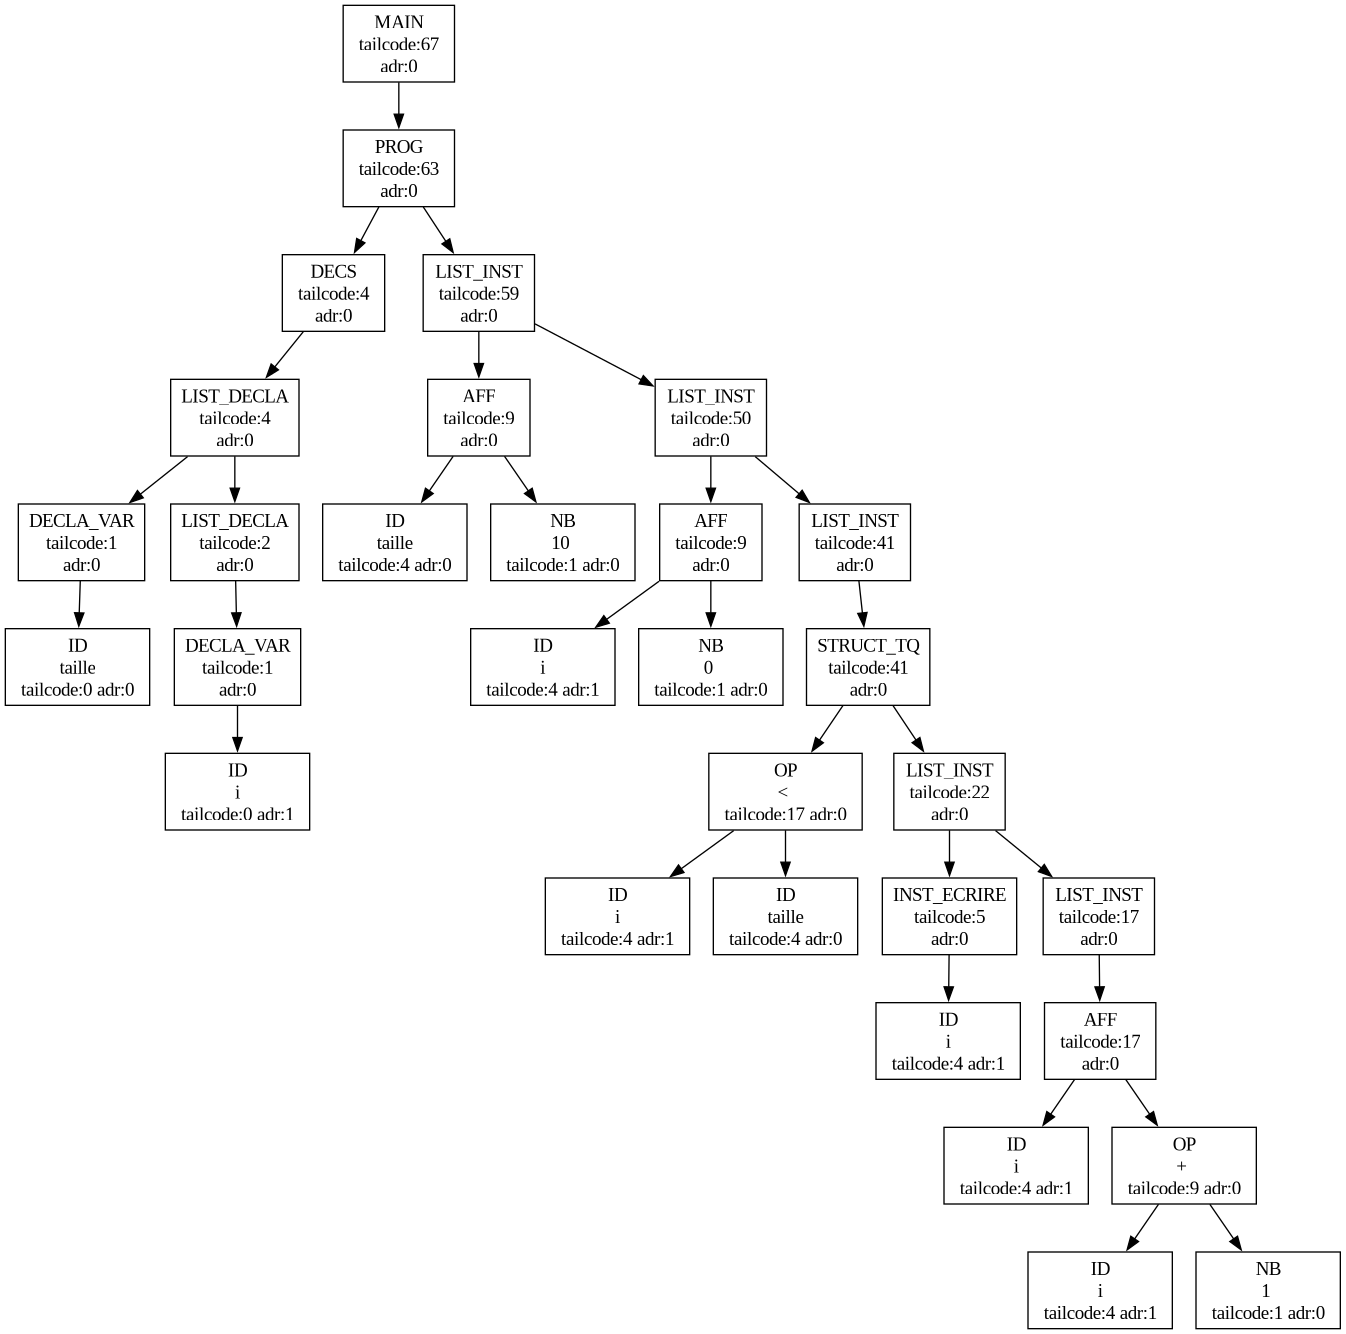 MAIN
tailcode:67
adr:0
PROG
tailcode:63
adr:0
DECS
tailcode:4
adr:0
LIST_INST
tailcode:59
adr:0
LIST_DECLA
tailcode:4
adr:0
AFF
tailcode:9
adr:0
LIST_INST
tailcode:50
adr:0
DECLA_VAR
tailcode:1
adr:0
LIST_DECLA
tailcode:2
adr:0
ID
taille
tailcode:4 adr:0
NB
10
tailcode:1 adr:0
AFF
tailcode:9
adr:0
LIST_INST
tailcode:41
adr:0
ID
taille
tailcode:0 adr:0
DECLA_VAR
tailcode:1
adr:0
ID
i
tailcode:4 adr:1
NB
0
tailcode:1 adr:0
STRUCT_TQ
tailcode:41
adr:0
ID
i
tailcode:0 adr:1
OP
<
tailcode:17 adr:0
LIST_INST
tailcode:22
adr:0
ID
i
tailcode:4 adr:1
ID
taille
tailcode:4 adr:0
INST_ECRIRE
tailcode:5
adr:0
LIST_INST
tailcode:17
adr:0
ID
i
tailcode:4 adr:1
AFF
tailcode:17
adr:0
ID
i
tailcode:4 adr:1
OP
+
tailcode:9 adr:0
ID
i
tailcode:4 adr:1
NB
1
tailcode:1 adr:0